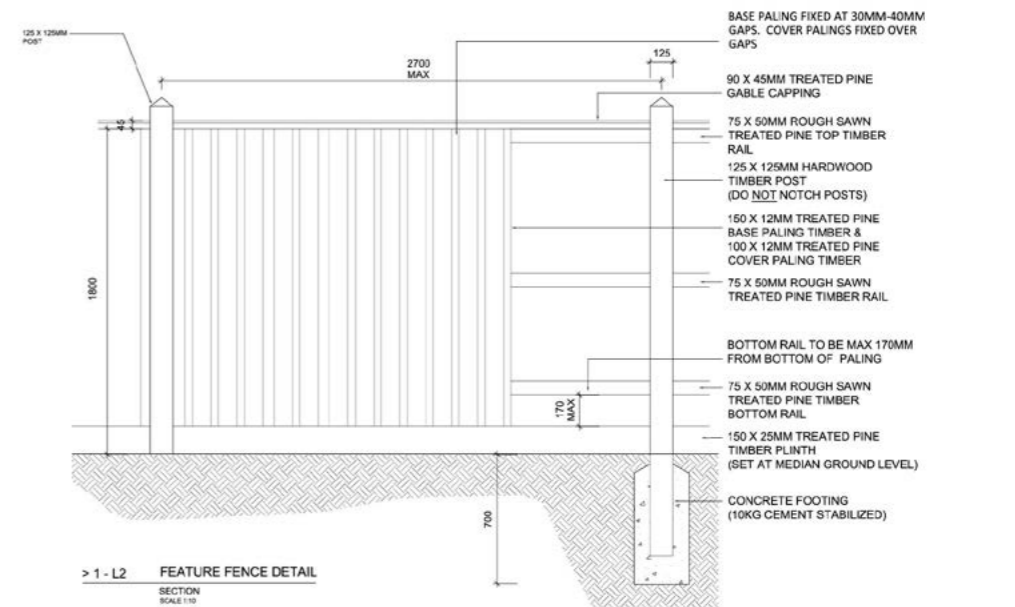 125 X 125MM
POST
2700
MAX
125
45
1800
170
MAX
700
BASE PALING FIXED AT 30MM-40MM
GAPS. COVER PALINGS FIXED OVER
GAPS
90 X 45MM TREATED PINE
GABLE CAPPING
75 X 50MM ROUGH SAWN
TREATED PINE TOP TIMBER
RAIL
125 X 125MM HARDWOOD
TIMBER POST
(DO NOT NOTCH POSTS)
150 X 12MM TREATED PINE
BASE PALING TIMBER &
100 X 12MM TREATED PINE
COVER PALING TIMBER
75 X 50MM ROUGH SAWN
TREATED PINE TIMBER RAIL
BOTTOM RAIL TO BE MAX 170MM
FROM BOTTOM OF PALING
75 X 50MM ROUGH SAWN
TREATED PINE TIMBER
BOTTOM RAIL
150 X 25MM TREATED PINE
TIMBER PLINTH
(SET AT MEDIAN GROUND LEVEL)
CONCRETE FOOTING
(10KG CEMENT STABILIZED)
> 1 - L2 FEATURE FENCE DETAIL
SECTION
SCALE 1:10